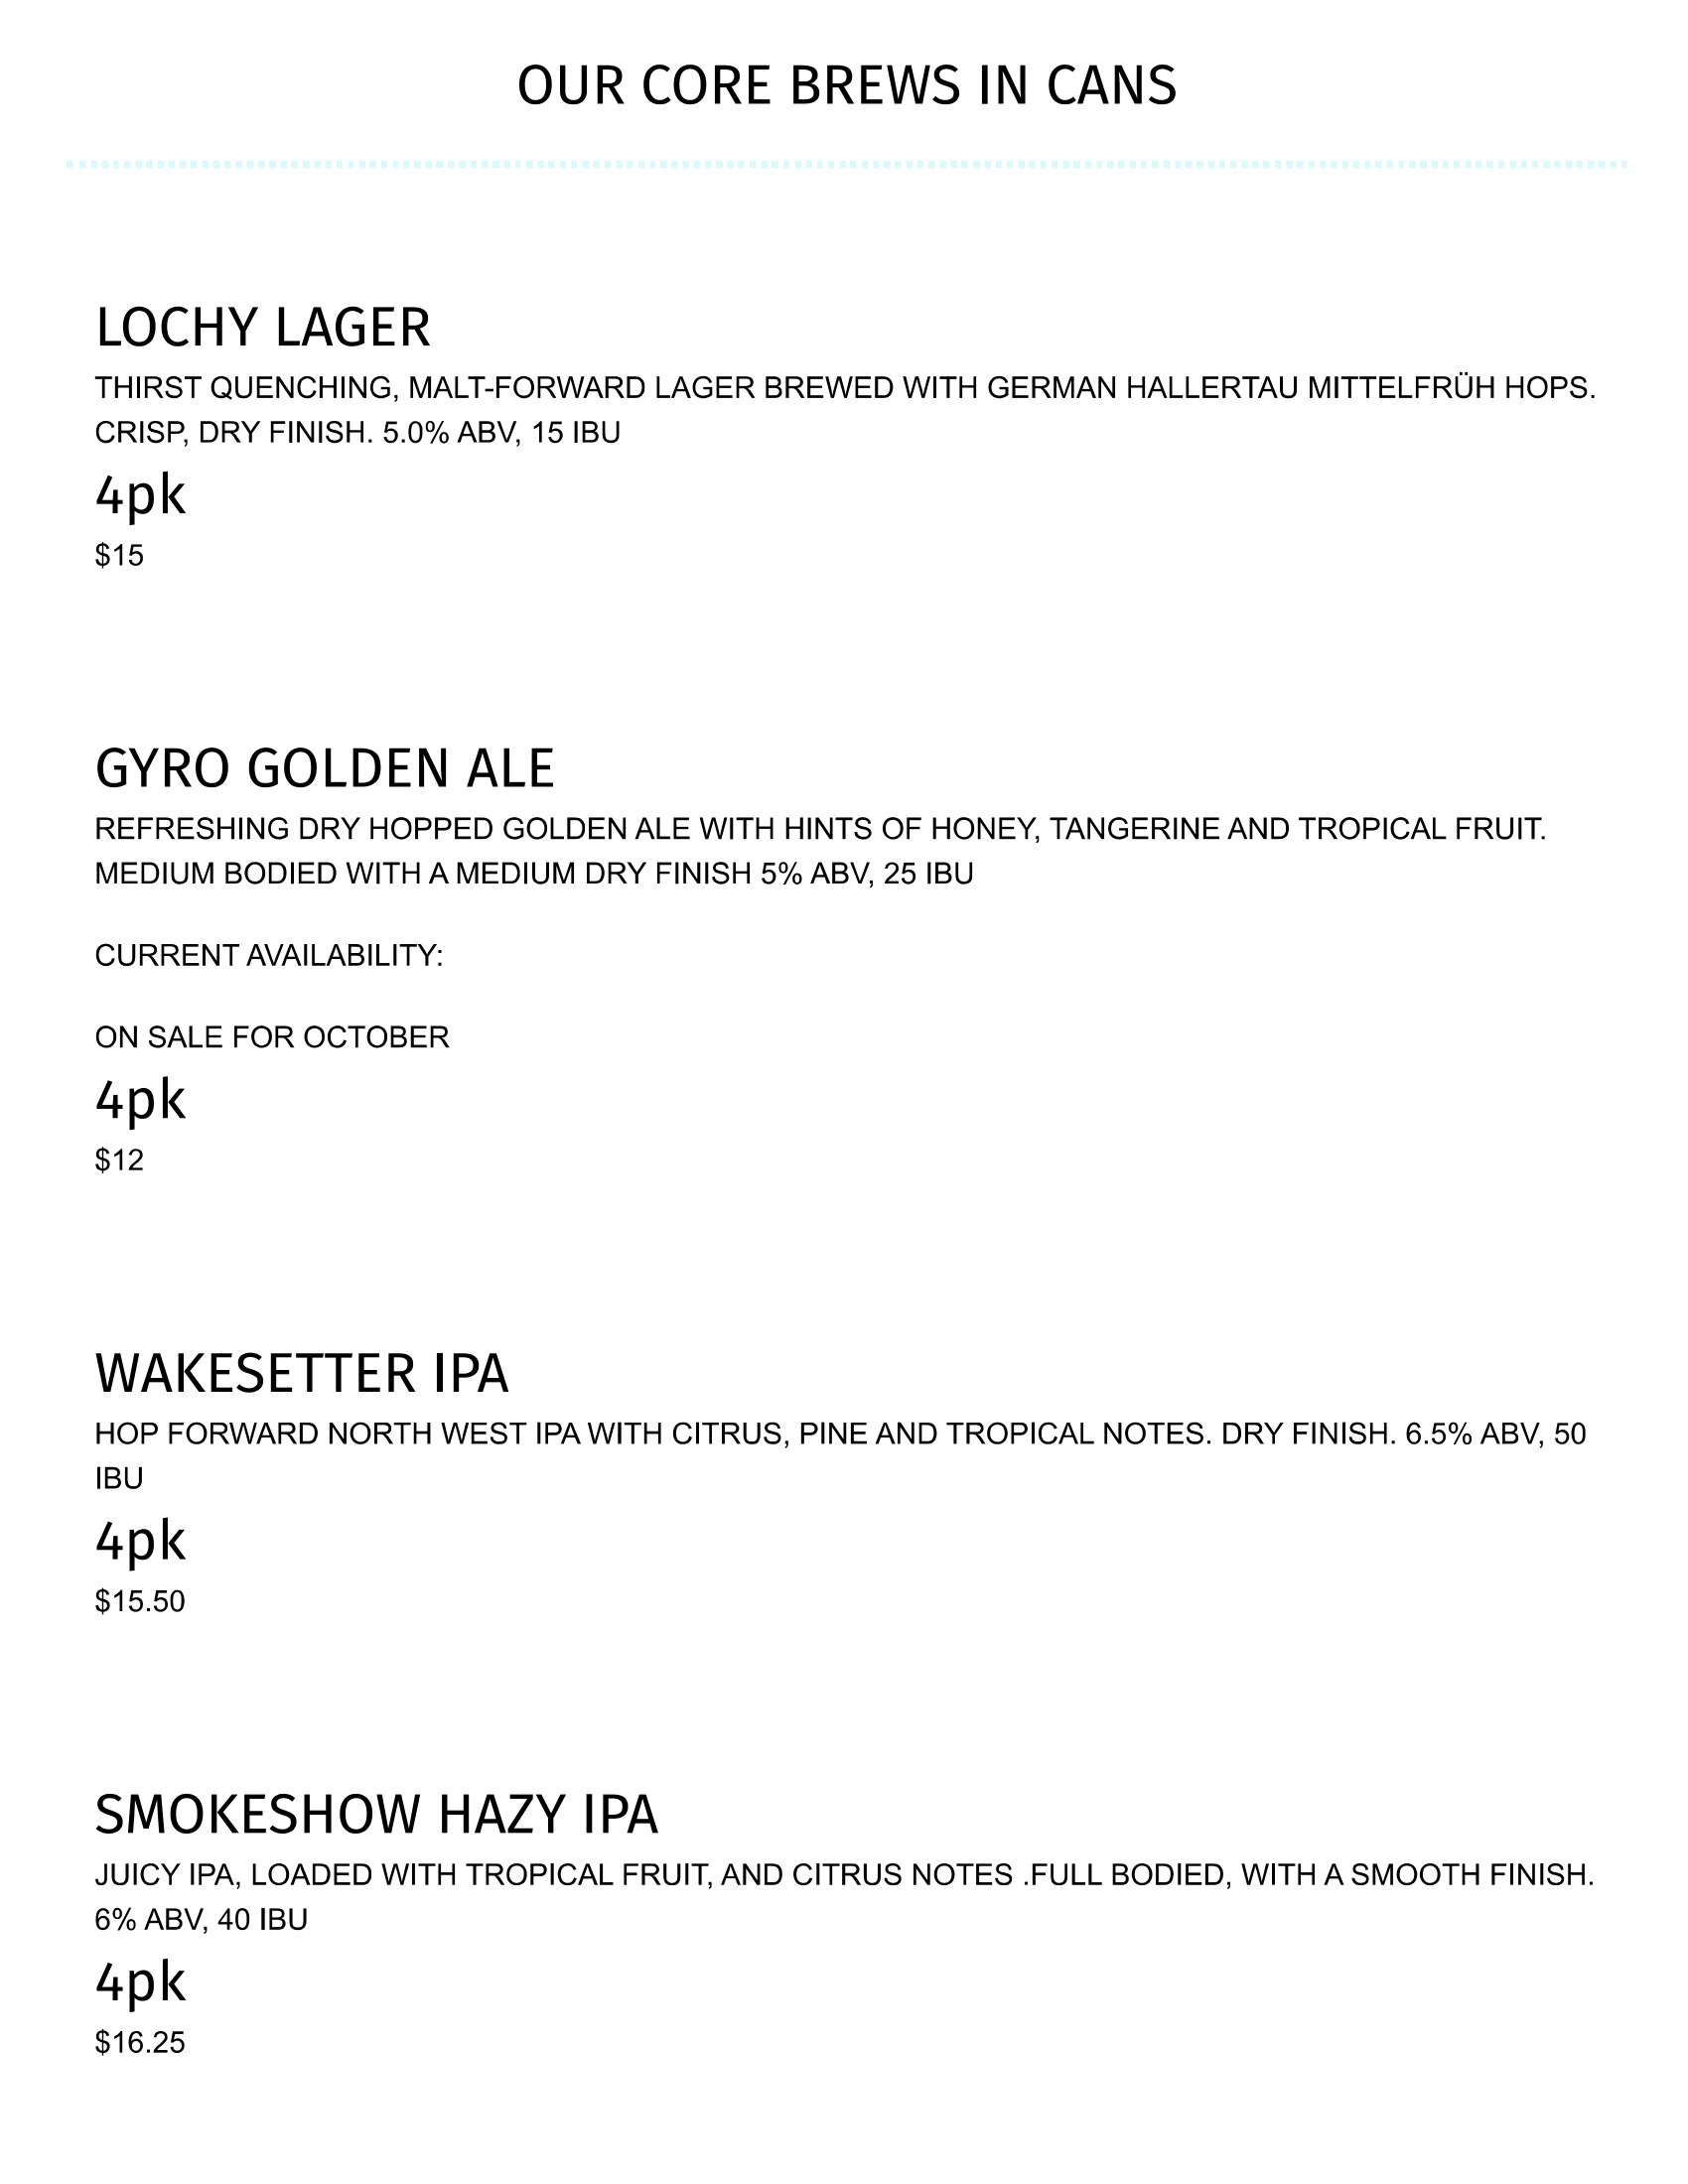 OUR CORE BREWS IN CANS
LOCHY LAGER
THIRST QUENCHING, MALT-FORWARD LAGER BREWED WITH GERMAN HALLERTAU MITTELFRÜH HOPS.
CRISP, DRY FINISH. 5.0% ABV, 15 IBU
4pk
$15
GYRO GOLDEN ALE
REFRESHING DRY HOPPED GOLDEN ALE WITH HINTS OF HONEY, TANGERINE AND TROPICAL FRUIT.
MEDIUM BODIED WITH A MEDIUM DRY FINISH 5% ABV, 25 IBU
CURRENT AVAILABILITY:
ON SALE FOR OCTOBER
4pk
$12
WAKESETTER IPA
HOP FORWARD NORTH WEST IPA WITH CITRUS, PINE AND TROPICAL NOTES. DRY FINISH. 6.5% ABV, 50
IBU
4pk
$15.50
SMOKESHOW HAZY IPA
JUICY IPA, LOADED WITH TROPICAL FRUIT, AND CITRUS NOTES .FULL BODIED, WITH A SMOOTH FINISH.
6% ABV, 40 IBU
4pk
$16.25